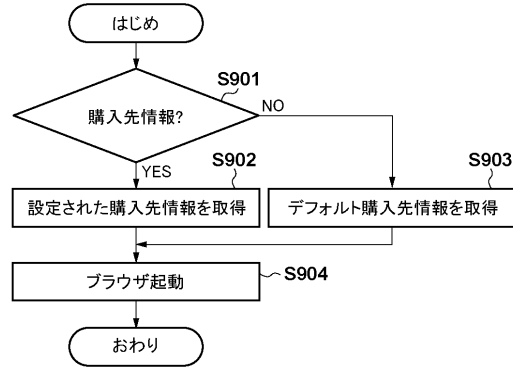 はじめ
S901
購入先情報?
NO
YES
S902
設定された購入先情報を取得
S903
デフォルト購入先情報を取得
ブラウザ起動
S904
おわり